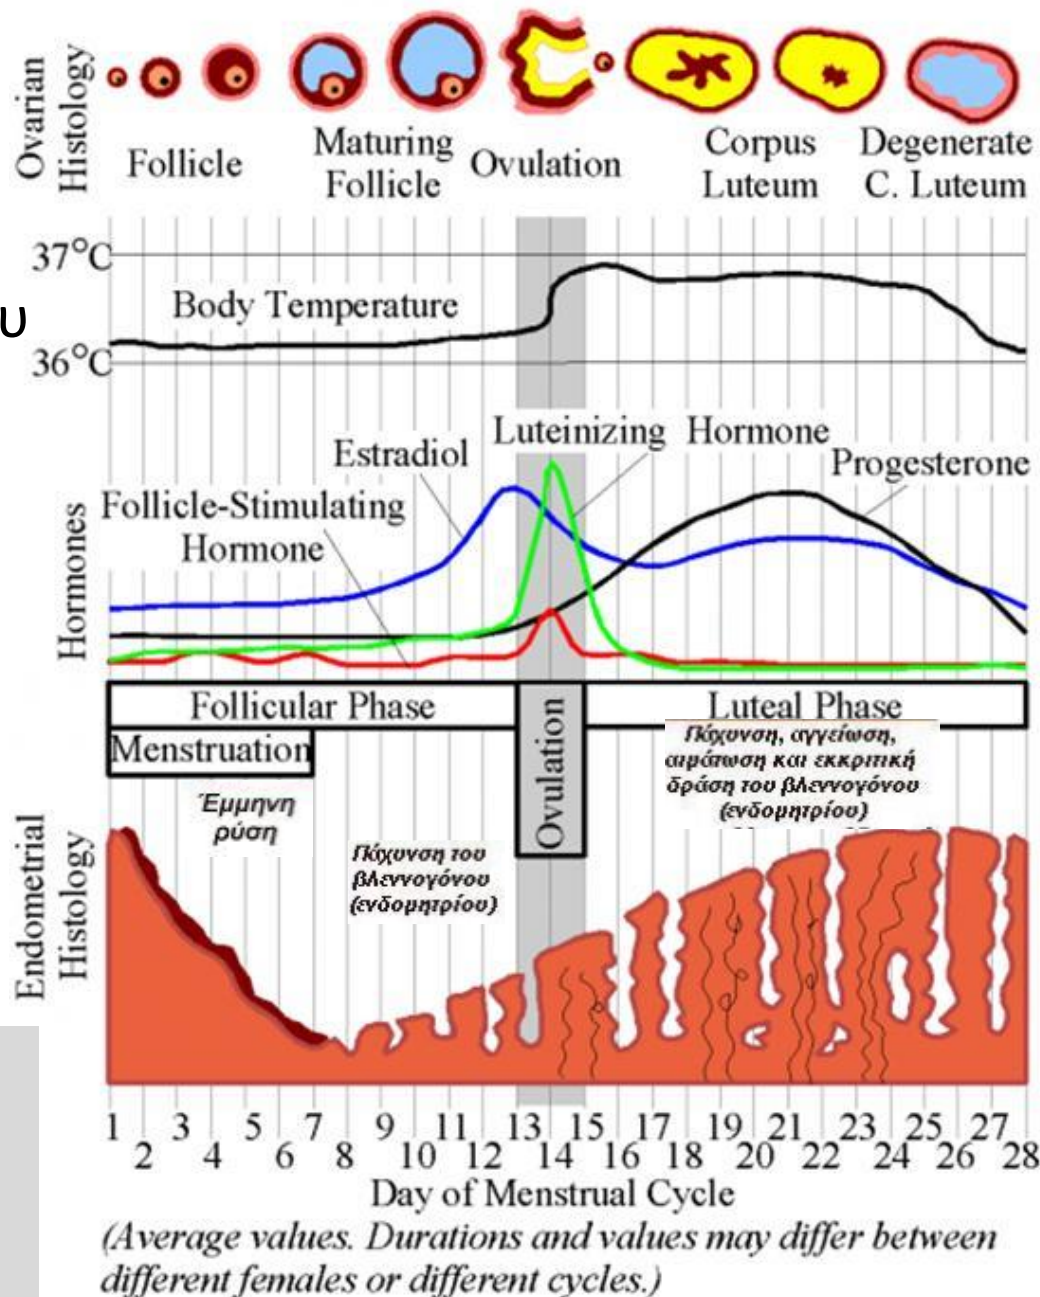 Ovarian
Histology
Follicle
Maturing
Follicle
Ovulation
Corpus
Luteum
Degenerate
C. Luteum
37°C
Body Temperature
υ
36°C
Hormones
Estradiol
Luteinizing Hormone
Progesterone
Follicle-Stimulating
Hormone
Follicular Phase
Ovulation
Luteal Phase
Menstruation
Έμμηνη
ρύση
Πάχυνση του
βλεννογόνου
(ενδομητρίου)
Πάχυνση, αγγείωση,
αιμάτωση και εκκριτική
δράση του βλεννογόνου
(ενδομητρίου)
Endometrial
Histology
1 3 5 7 9 11 13 15 17 19 21 23 25 27
2 4 6 8 10 12 14 16 18 20 22 24 26 28
Day of Menstrual Cycle
(Average values. Durations and values may differ between
different females or different cycles.)